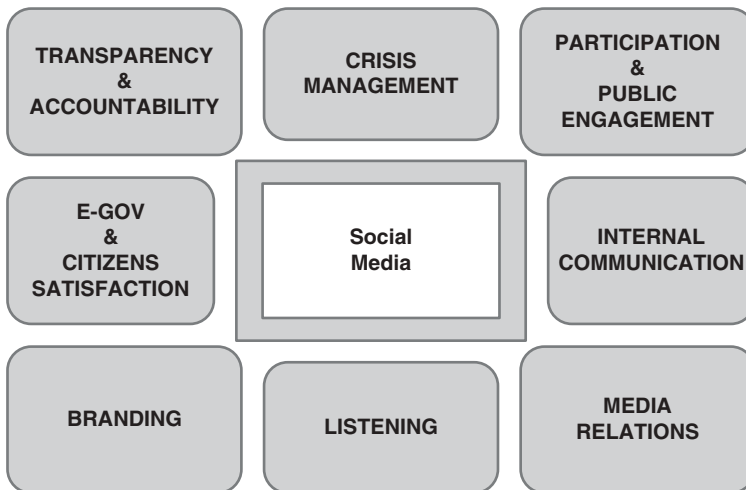 TRANSPARENCY
&
ACCOUNTABILITY
CRISIS
MANAGEMENT
PARTICIPATION
&
PUBLIC
ENGAGEMENT
E-GOV
&
CITIZENS
SATISFACTION
Social
Media
INTERNAL
COMMUNICATION
BRANDING
LISTENING
MEDIA
RELATIONS